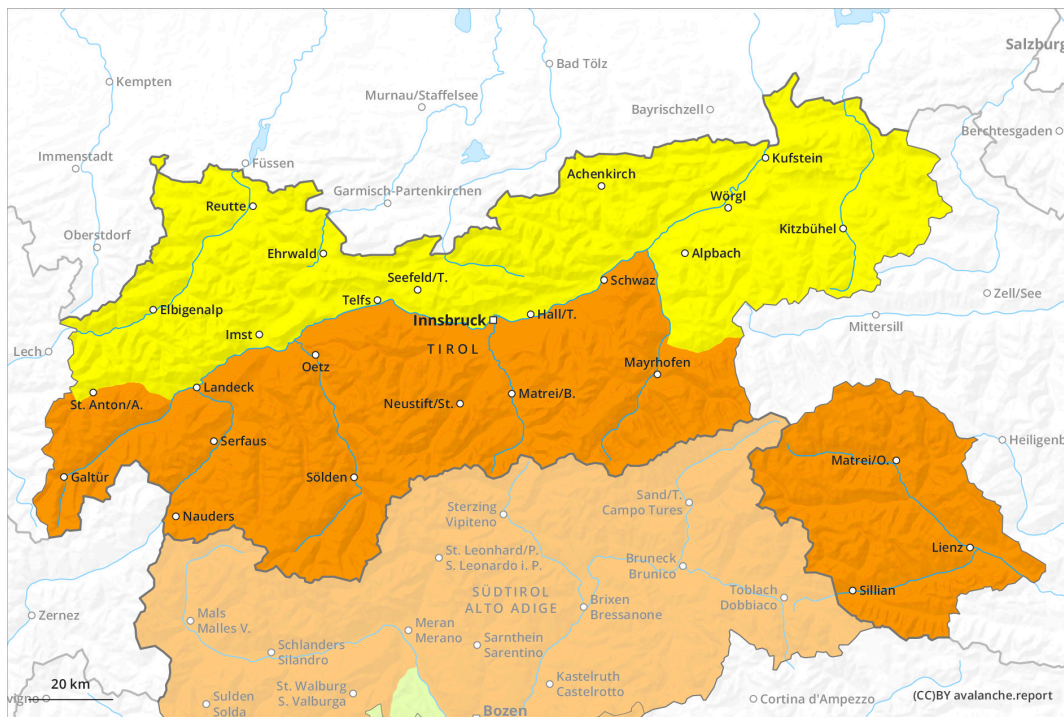 Salzburg
Kempten
Bad Tölz
Murnau/Staffelsee
Bayrischzell
Berchtesgaden
Immenstadt
Füssen
Kufstein
Achenkirch
Garmisch-Partenkirchen
Wörgl
Reutte
Oberstdorf
Kitzbühel
Ehrwald
Alpbach
Seefeld/T.
Schwaz
Telfs
Zell/See
Elbigenalp
Hall/T.
Innsbruck
Mittersill
Imst
TIROL
Lech
Oetz
Mayrhofen
Landeck
Matrei/B.
St. Anton/A.
Neustift/St.
Serfaus
Heiligenb
Matrei/O.
Galtür
Sölden
Sand/T.
Campo Tures
Sterzing
Vipiteno
Nauders
Lienz
St. Leonhard/P.
S. Leonardo i. P.
Bruneck
Brunico
SÜDTIROL
ALTO ADIGE
Sillian
Toblach
Dobbiaco
Brixen
Bressanone
Zernez
Mals
Malles V.
Meran
Merano
Sarnthein
Sarentino
Schlanders
Silandro
Kastelruth
Castelrotto
20 km
St. Walburg
S. Valburga
vigno
Sulden
Solda
Cortina d'Ampezzo
(CC)BY avalanche.report
Bozen